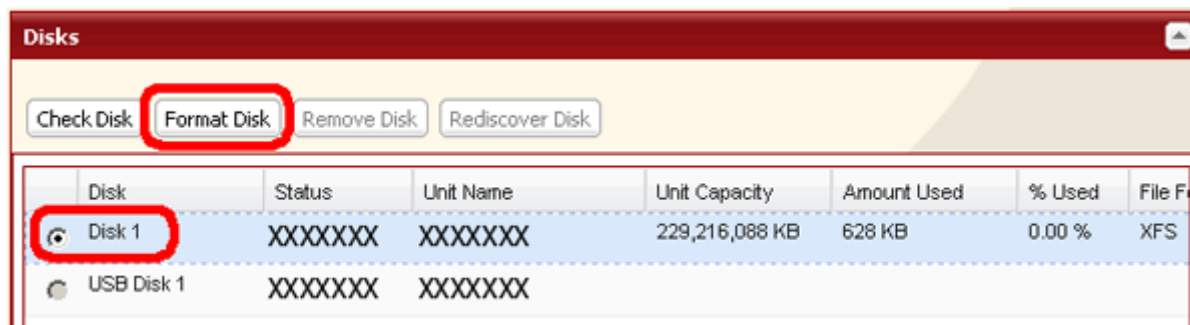 Disks
Check Disk Format Disk Remove Disk Rediscover Disk
Disk Status Unit Name Unit Capacity Amount Used % Used File F
Disk 1 XXXXXXX XXXXXXX 229,216,088 KB 628 KB 0.00 % XFS
USB Disk 1 XXXXXXX XXXXXXX